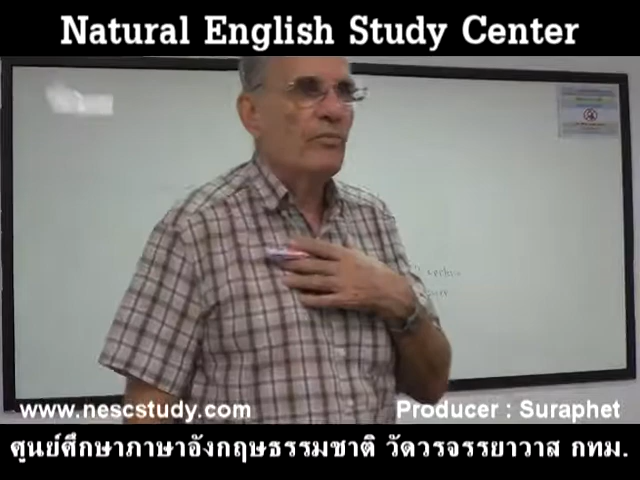 Natural English Study Center
www.nescstudy.com
Producer : Suraphet
ศูนย์ศึกษาภาษาอังกฤษธรรมชาติ วัดวรจรรยาวาส กทม.